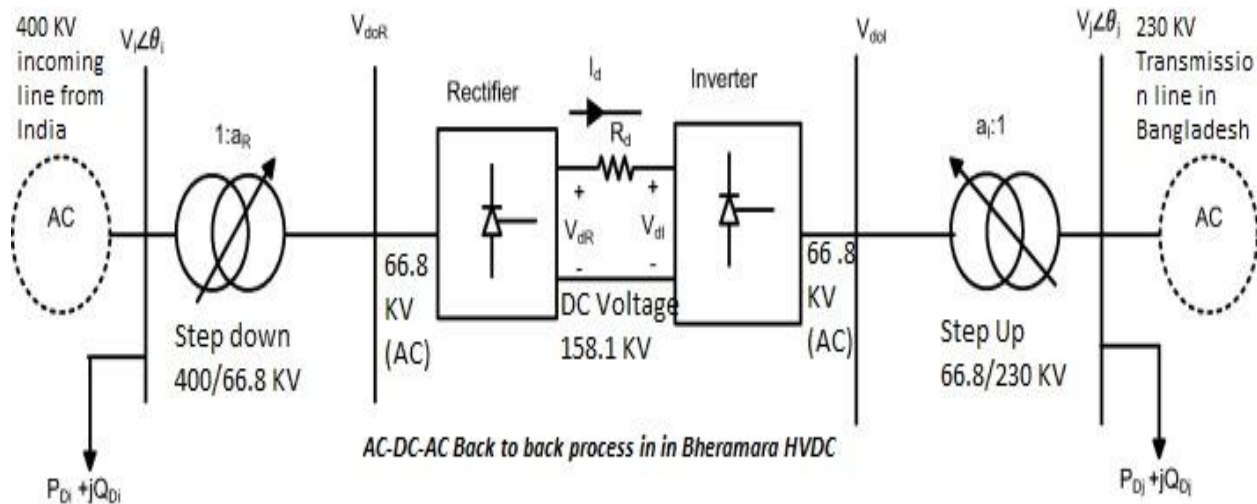 400 KV
incoming
line from
India
V_i∠θ_i
V_doR
I_d
Rectifier
Inverter
V_doI
V_j∠θ_j
230 KV
Transmissio
n line in
Bangladesh
1:a_R
R_d
a_I:1
AC
+
+
V_dR
V_dI
-
-
AC
66.8
KV
(AC)
DC Voltage
158.1 KV
66 .8
KV
(AC)
Step down
400/66.8 KV
Step Up
66.8/230 KV
AC-DC-AC Back to back process in in Bheramara HVDC
P_Di +jQ_Di
P_Dj +jQ_Dj